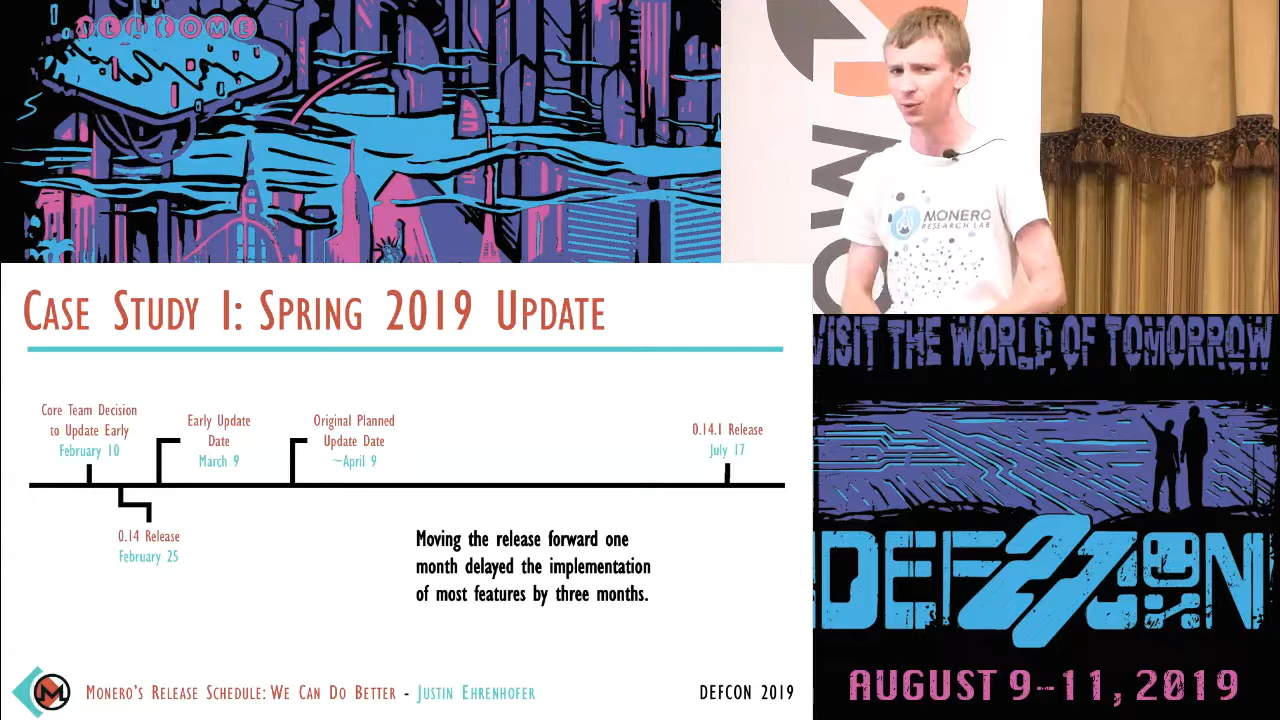 WELCOME
MONERO
RESEARCH LAB
CASE STUDY I: SPRING 2019 UPDATE
Core Team Decision
to Update Early
February 10
Early Update
Date
March 9
Original Planned
Update Date
~April 9
0.14.1 Release
July 17
0.14 Release
February 25
Moving the release forward one
month delayed the implementation
of most features by three months.
MONERO'S RELEASE SCHEDULE: WE CAN DO BETTER - JUSTIN EHRENHOFER
DEFCON 2019
VISIT THE WORLD OF TOMORROW
DEFCON
27
AUGUST 9-11, 2019